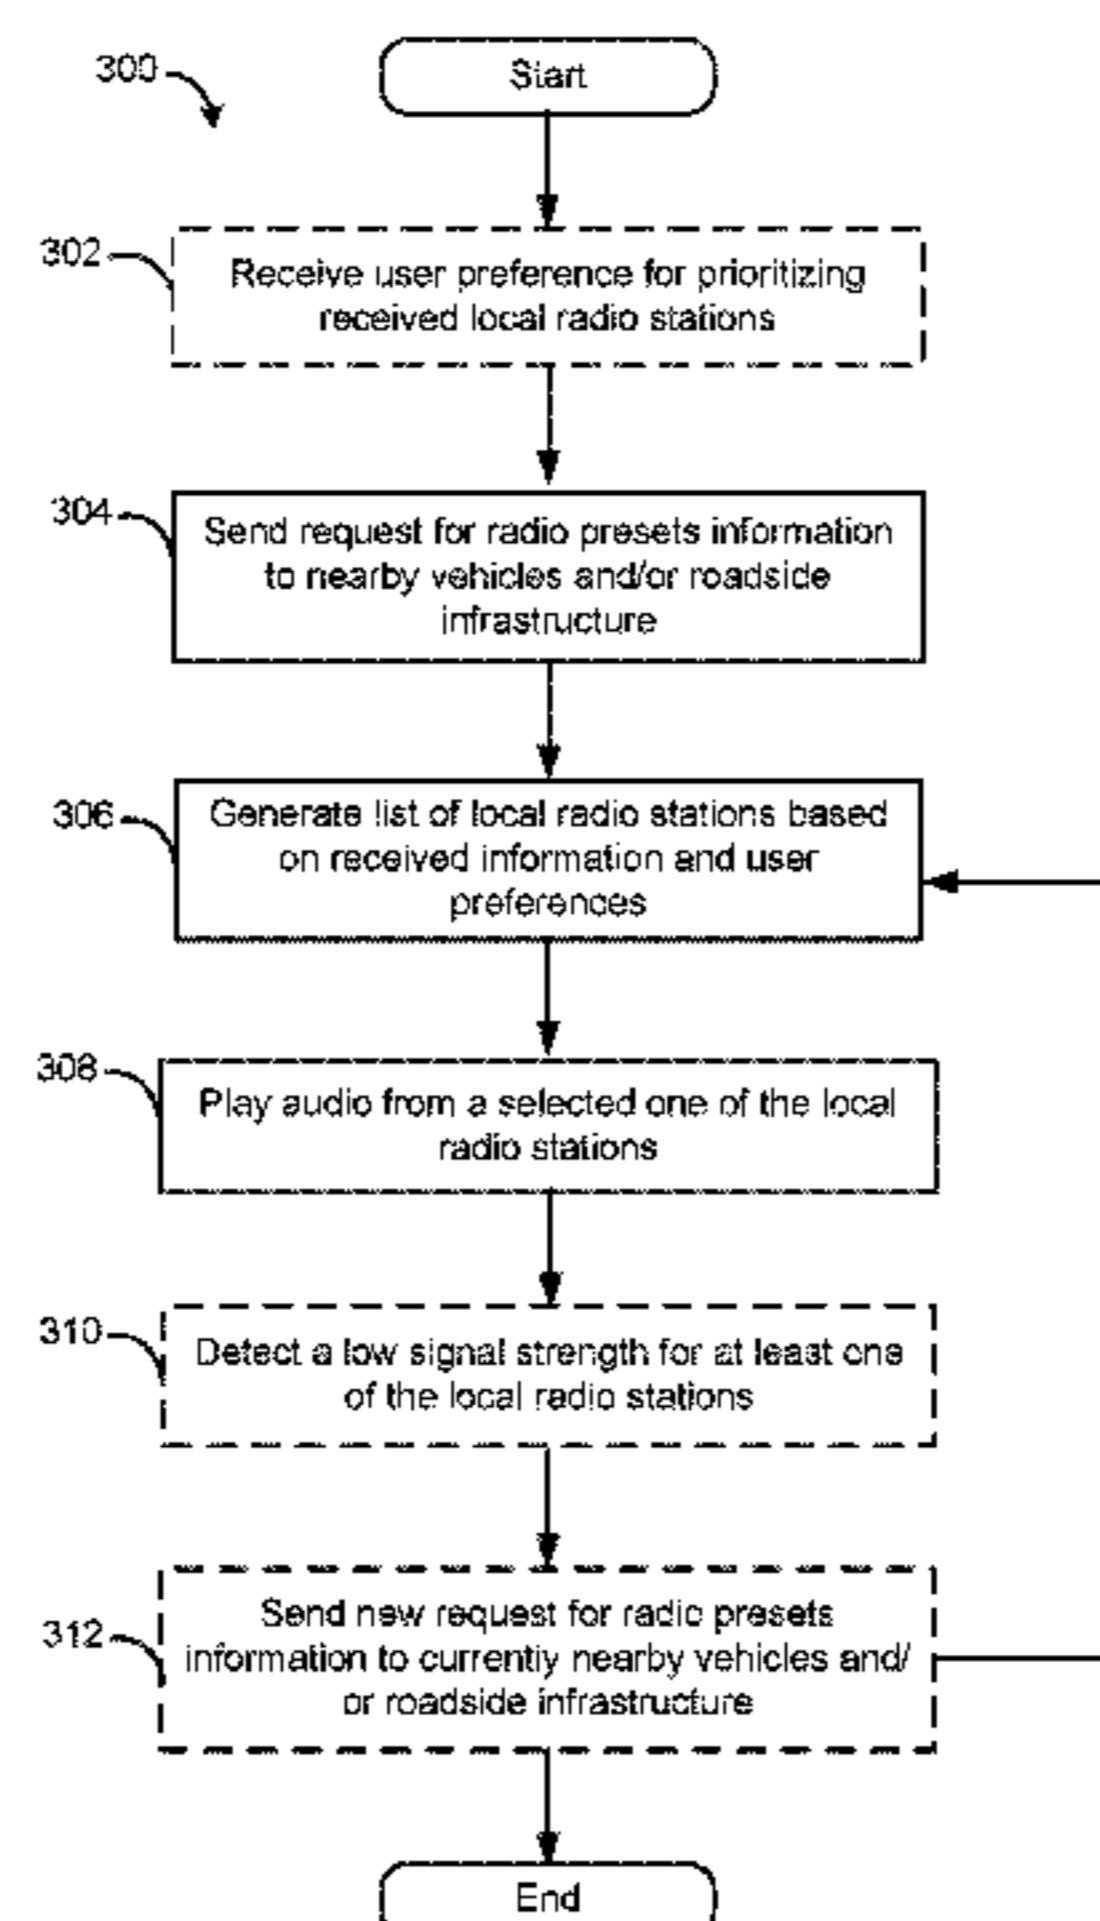 300
Start
302
Receive user preference for prioritizing
received local radio stations
304
Send request for radio presets information
to nearby vehicles and/or roadside
infrastructure
306
Generate list of local radio stations based
on received information and user
preferences
308
Play audio from a selected one of the local
radio stations
310
Detect a low signal strength for at least one
of the local radio stations
312
Send new request for radio presets
information to currently nearby vehicles and/
or roadside infrastructure
End